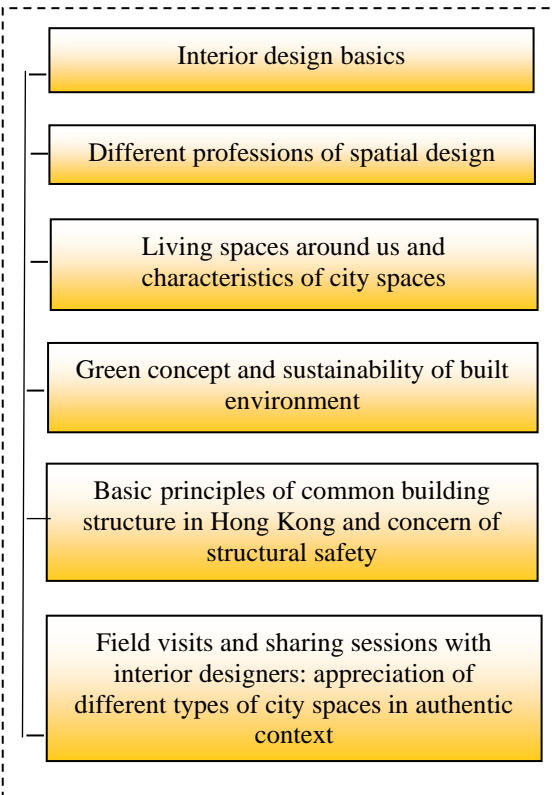 Interior design basics
Different professions of spatial design
Living spaces around us and
characteristics of city spaces
Green concept and sustainability of built
environment
Basic principles of common building
structure in Hong Kong and concern of
structural safety
Field visits and sharing sessions with
interior designers: appreciation of
different types of city spaces in authentic
context